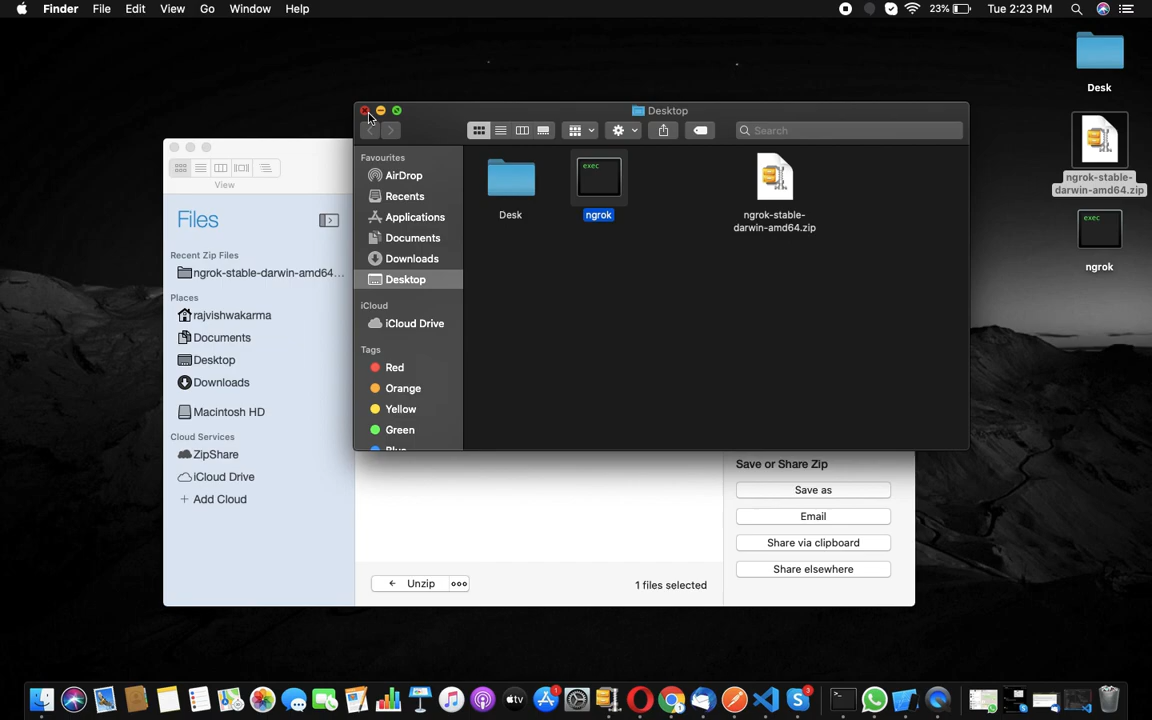 Finder File Edit View Go Window Help 23% Tue 2:23 PM
Desktop
Search
View
Files
Recent Zip Files
ngrok-stable-darwin-amd64...
Places
rajvishwakarma
Documents
Desktop
Downloads
Macintosh HD
Cloud Services
ZipShare
iCloud Drive
+ Add Cloud
Favourites
AirDrop
Recents
Applications
Documents
Downloads
Desktop
iCloud
iCloud Drive
Tags
Red
Orange
Yellow
Green
Blue
Desk
exec
ngrok
ngrok-stable-
darwin-amd64.zip
Save or Share Zip
Save as
Email
Share via clipboard
Share elsewhere
Unzip
1 files selected
Desk
ngrok-stable-
darwin-amd64.zip
exec
ngrok
1
3